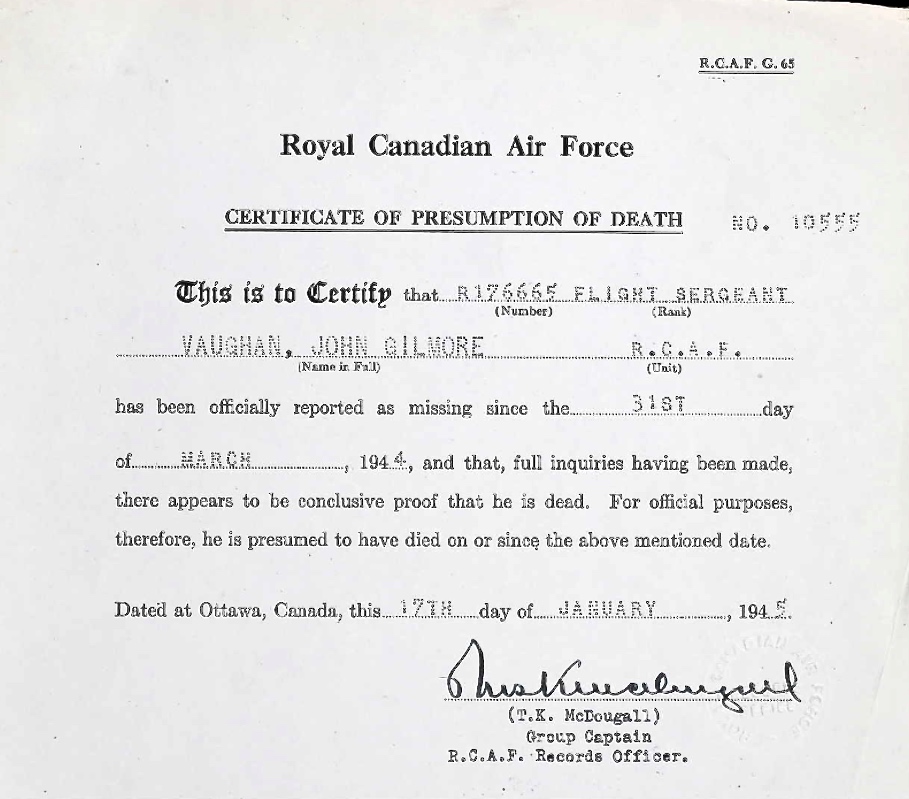 R.C.A.F. G. 65
Royal Canadian Air Force
CERTIFICATE OF PRESUMPTION OF DEATH NO. 10555
This is to Certify that R176665 FLIGHT SERGEANT
(Number) (Rank)
VAUGHAN, JOHN GILMORE R.C.A.F.
(Name in Full) (Unit)
has been officially reported as missing since the 31ST day
of MARCH, 1944, and that, full inquiries having been made,
there appears to be conclusive proof that he is dead. For official purposes,
therefore, he is presumed to have died on or since the above mentioned date.
Dated at Ottawa, Canada, this 17TH day of JANUARY, 1945.
(T.K. McDougall)
Group Captain
R.C.A.F. Records Officer.